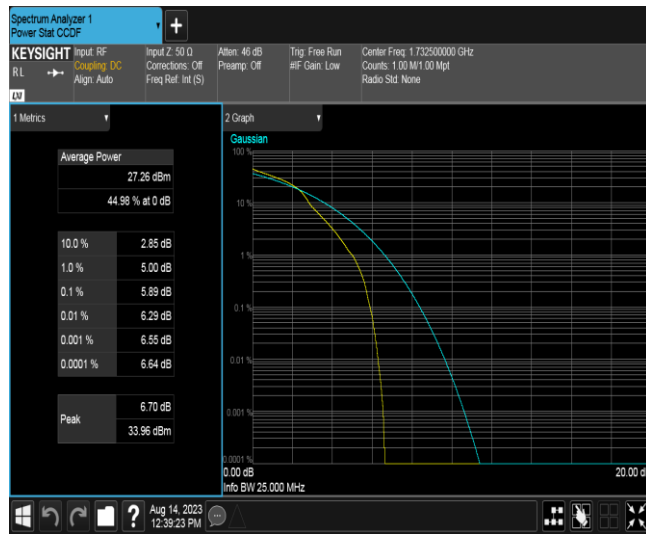 Spectrum Analyzer 1
Power Stat CCDF
+
KEYSIGHT
RL
LXI
Input: RF
Coupling: DC
Align: Auto
Input Z: 50 Ω
Corrections: Off
Freq Ref: Int (S)
Atten: 46 dB
Preamp: Off
Trig: Free Run
#IF Gain: Low
Center Freq: 1.732500000 GHz
Counts: 1.00 M/1.00 Mpt
Radio Std: None
1 Metrics
Average Power
27.26 dBm
44.98 % at 0 dB
10.0 % 2.85 dB
1.0 % 5.00 dB
0.1 % 5.89 dB
0.01 % 6.29 dB
0.001 % 6.55 dB
0.0001 % 6.64 dB
Peak
6.70 dB
33.96 dBm
2 Graph
Gaussian
100 %
10 %
1 %
0.1 %
0.01 %
0.001 %
0.0001 %
0.00 dB 20.00 d
Info BW 25.000 MHz
?
Aug 14, 2023
12:39:23 PM